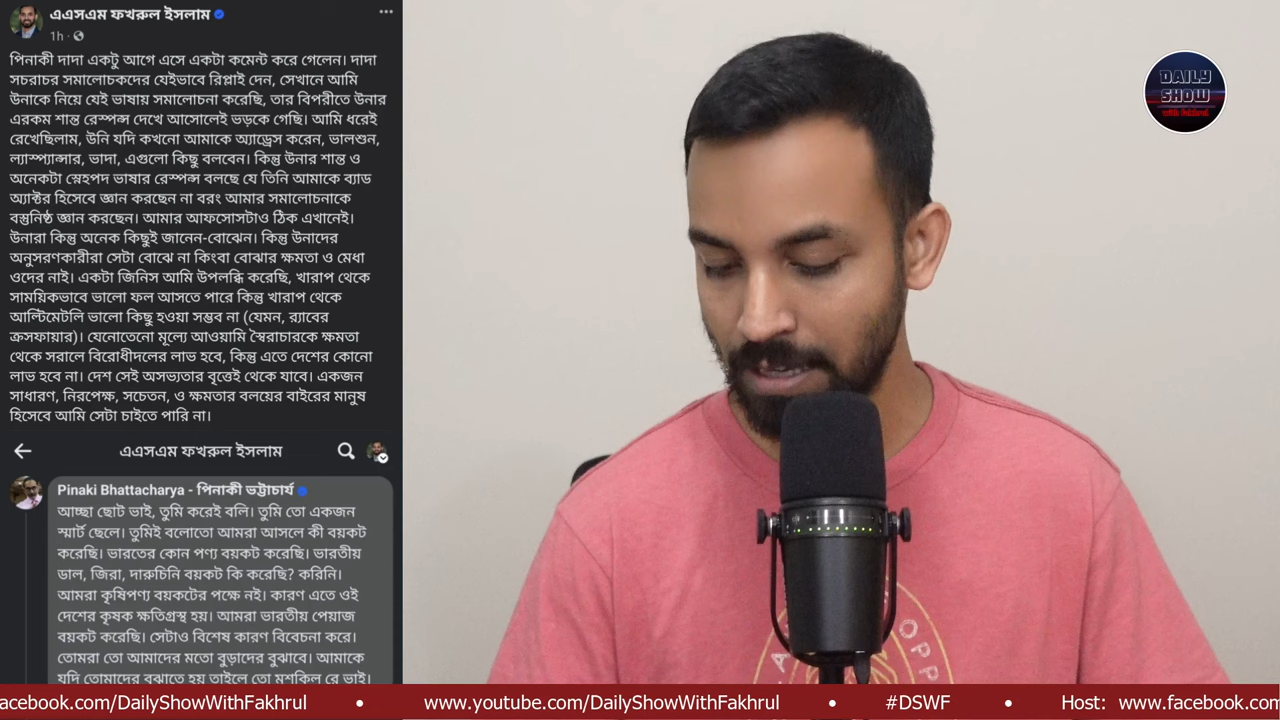 এএসএম ফখরুল ইসলাম
1h
পিনাকী দাদা একটু আগে এসে একটা কমেন্ট করে গেলেন। দাদা
সচরাচর সমালোচকদের যেইভাবে রিপ্লাই দেন, সেখানে আমি
উনাকে নিয়ে যেই ভাষায় সমালোচনা করেছি, তার বিপরীতে উনার
এরকম শান্ত রেস্পন্স দেখে আসোলেই ভড়কে গেছি। আমি ধরেই
রেখেছিলাম, উনি যদি কখনো আমাকে অ্যাড্রেস করেন, ভালশুন,
ল্যাস্প্যান্সার, ভাদা, এগুলো কিছু বলবেন। কিন্তু উনার শান্ত ও
অনেকটা স্নেহপদ ভাষার রেস্পন্স বলছে যে তিনি আমাকে ব্যাড
অ্যাক্টর হিসেবে জ্ঞান করছেন না বরং আমার সমালোচনাকে
বস্তুনিষ্ঠ জ্ঞান করছেন। আমার আফসোসটাও ঠিক এখানেই।
উনারা কিন্তু অনেক কিছুই জানেন-বোঝেন। কিন্তু উনাদের
অনুসরণকারীরা সেটা বোঝে না কিংবা বোঝার ক্ষমতা ও মেধা
ওদের নাই। একটা জিনিস আমি উপলব্ধি করেছি, খারাপ থেকে
সাময়িকভাবে ভালো ফল আসতে পারে কিন্তু খারাপ থেকে
আল্টিমেটলি ভালো কিছু হওয়া সম্ভব না (যেমন, র‍্যাবের
ক্রসফায়ার)। যেনোতেনো মূল্যে আওয়ামি স্বৈরাচারকে ক্ষমতা
থেকে সরালে বিরোধীদলের লাভ হবে, কিন্তু এতে দেশের কোনো
লাভ হবে না। দেশ সেই অসভ্যতার বৃত্তেই থেকে যাবে। একজন
সাধারণ, নিরপেক্ষ, সচেতন, ও ক্ষমতার বলয়ের বাইরের মানুষ
হিসেবে আমি সেটা চাইতে পারি না।
এএসএম ফখরুল ইসলাম
Pinaki Bhattacharya - পিনাকী ভট্টাচার্য
আচ্ছা ছোট ভাই, তুমি করেই বলি। তুমি তো একজন
স্মার্ট ছেলে। তুমিই বলোতো আমরা আসলে কী বয়কট
করেছি। ভারতের কোন পণ্য বয়কট করেছি। ভারতীয়
ডাল, জিরা, দারুচিনি বয়কট কি করেছি? করিনি।
আমরা কৃষিপণ্য বয়কটের পক্ষে নই। কারণ এতে ওই
দেশের কৃষক ক্ষতিগ্রস্থ হয়। আমরা ভারতীয় পেয়াজ
বয়কট করেছি। সেটাও বিশেষ কারণ বিবেচনা করে।
তোমরা তো আমাদের মতো বুড়াদের বুঝাবে। আমাকে
যদি তোমাদের বুঝাতে হয় তাইলে তো মুশকিল রে ভাই।
DAILY
SHOW
with Fakhrul
OPP
acebook.com/DailyShowWithFakhrul • www.youtube.com/DailyShowWithFakhrul • #DSWF • Host: www.facebook.con